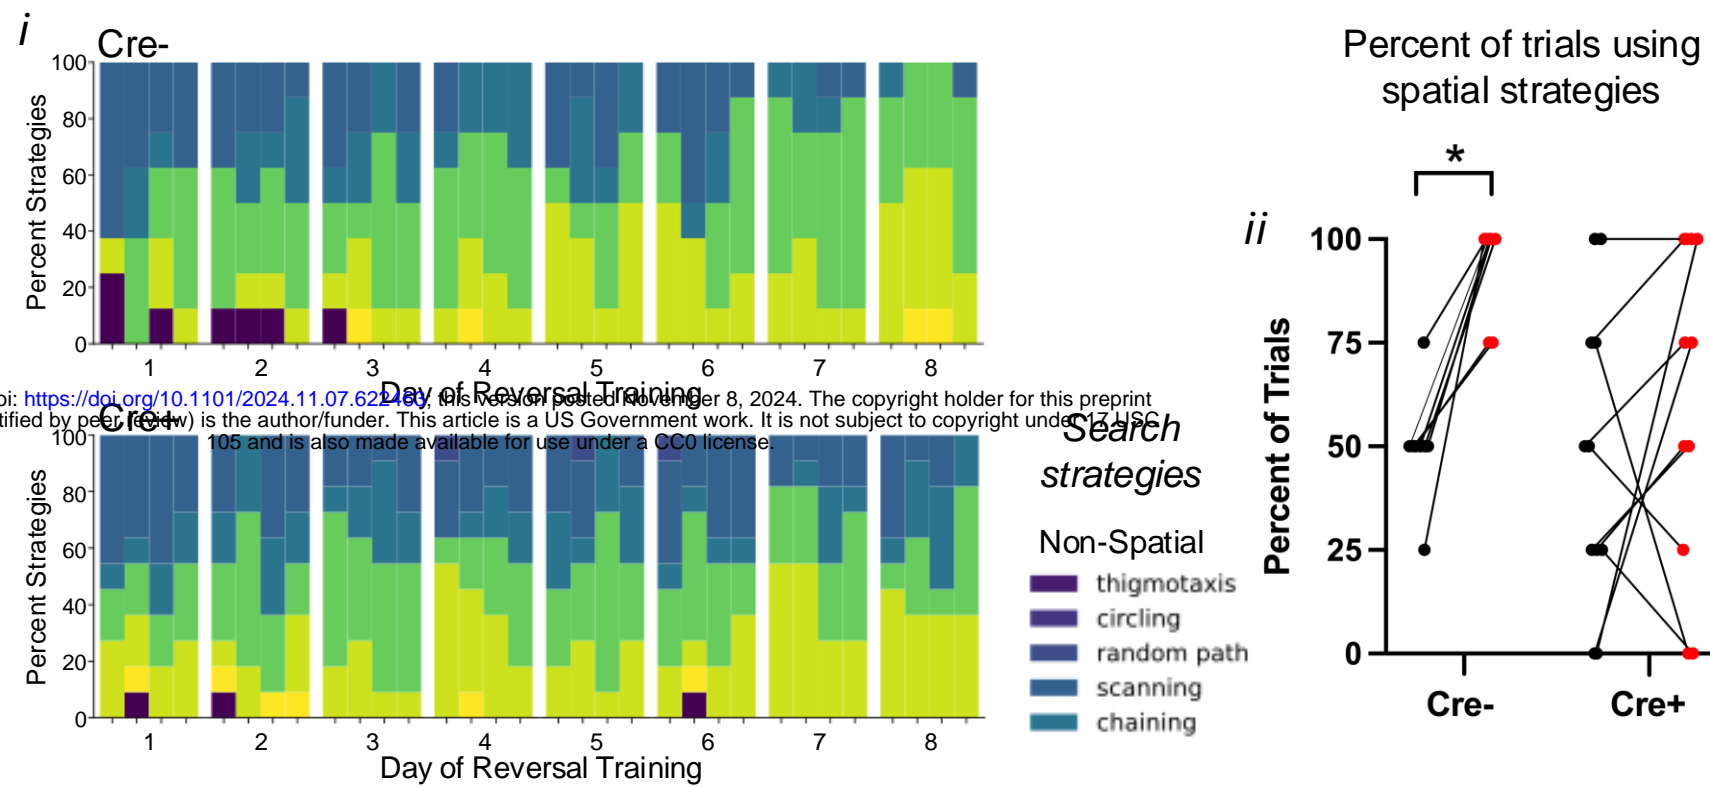 i
Cre-
100
80
60
40
20
0
Percent Strategies
1 2 3 4 5 6 7 8
Day of Reversal Training
oi: https://doi.org/10.1101/2024.11.07.622463; this version posted November 8, 2024. The copyright holder for this preprint
tified by peer review) is the author/funder. This article is a US Government work. It is not subject to copyright under 17 USC
105 and is also made available for use under a CC0 license.
Cre+
100
80
60
40
20
0
Percent Strategies
1 2 3 4 5 6 7 8
Day of Reversal Training
Search
strategies
Non-Spatial
thigmotaxis
circling
random path
scanning
chaining
Percent of trials using
spatial strategies
*
ii
100
75
50
25
0
Percent of Trials
Cre- Cre+